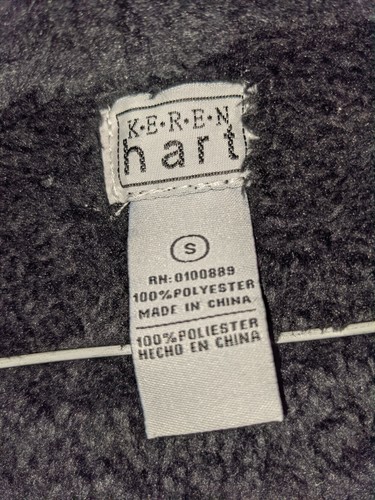 K·E·R·E·N
hart
S
RN:0100889
100%POLYESTER
MADE IN CHINA
100%POLIESTER
HECHO EN CHINA